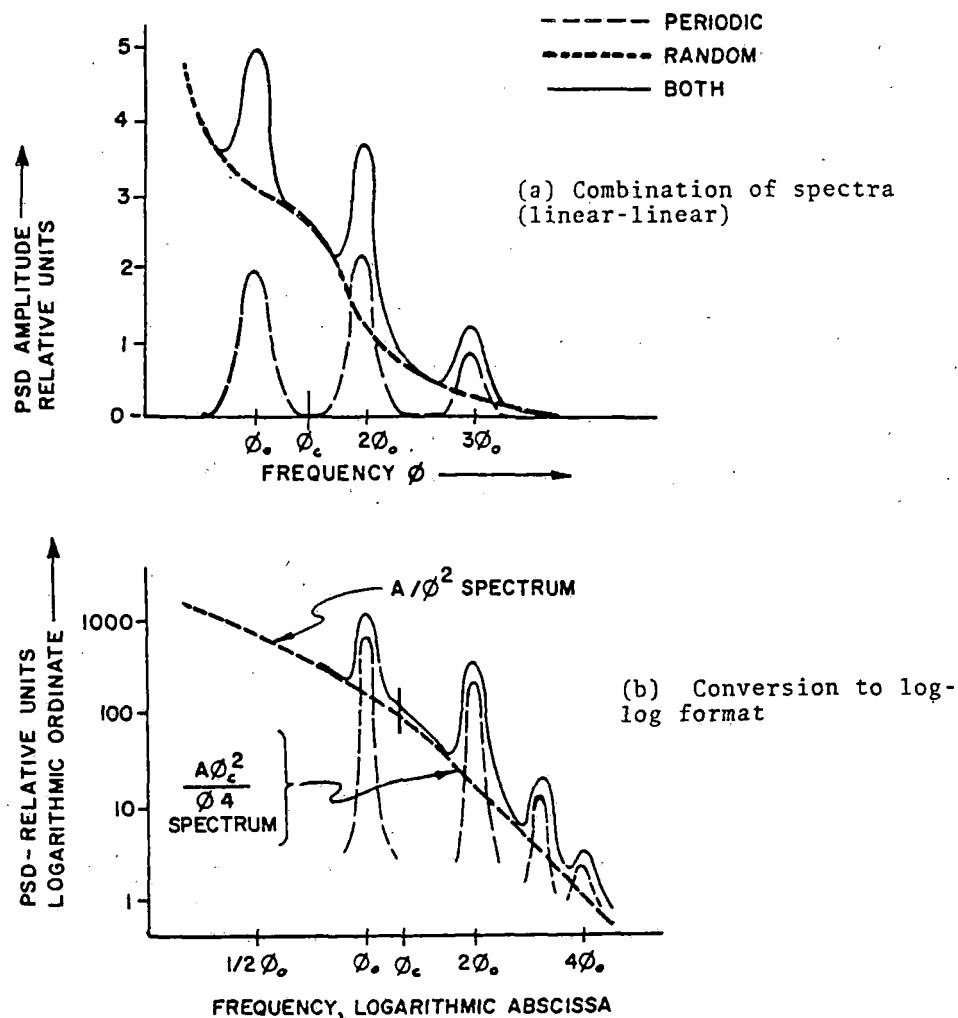 PERIODIC
RANDOM
BOTH
PSD AMPLITUDE
RELATIVE UNITS
5
4
3
2
1
0
(a) Combination of spectra
(linear-linear)
Ø₀ Ø꜀ 2Ø₀ 3Ø₀
FREQUENCY Ø
PSD-RELATIVE UNITS
LOGARITHMIC ORDINATE
A/Ø² SPECTRUM
1000
100
10
1
(b) Conversion to log-
log format
AØ꜀²
Ø4
SPECTRUM
1/2Ø₀ Ø₀ Ø꜀ 2Ø₀ 4Ø₀
FREQUENCY, LOGARITHMIC ABSCISSA